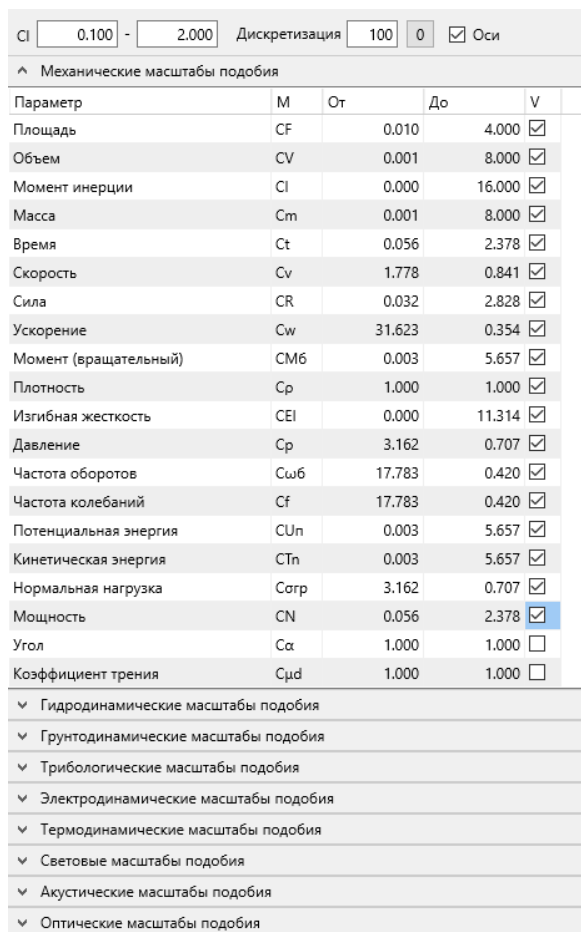 Cl 0.100 - 2.000 Дискретизация 100 0 Оси
Механические масштабы подобия
Параметр М От До V
Площадь CF 0.010 4.000
Объем CV 0.001 8.000
Момент инерции CI 0.000 16.000
Масса Cm 0.001 8.000
Время Ct 0.056 2.378
Скорость Cv 1.778 0.841
Сила CR 0.032 2.828
Ускорение Cw 31.623 0.354
Момент (вращательный) CMб 0.003 5.657
Плотность Cρ 1.000 1.000
Изгибная жесткость CEI 0.000 11.314
Давление Cp 3.162 0.707
Частота оборотов Cωб 17.783 0.420
Частота колебаний Cf 17.783 0.420
Потенциальная энергия CUп 0.003 5.657
Кинетическая энергия CTп 0.003 5.657
Нормальная нагрузка Cσгр 3.162 0.707
Мощность CN 0.056 2.378
Угол Cα 1.000 1.000
Коэффициент трения Cμd 1.000 1.000
Гидродинамические масштабы подобия
Грунтодинамические масштабы подобия
Трибологические масштабы подобия
Электродинамические масштабы подобия
Термодинамические масштабы подобия
Световые масштабы подобия
Акустические масштабы подобия
Оптические масштабы подобия